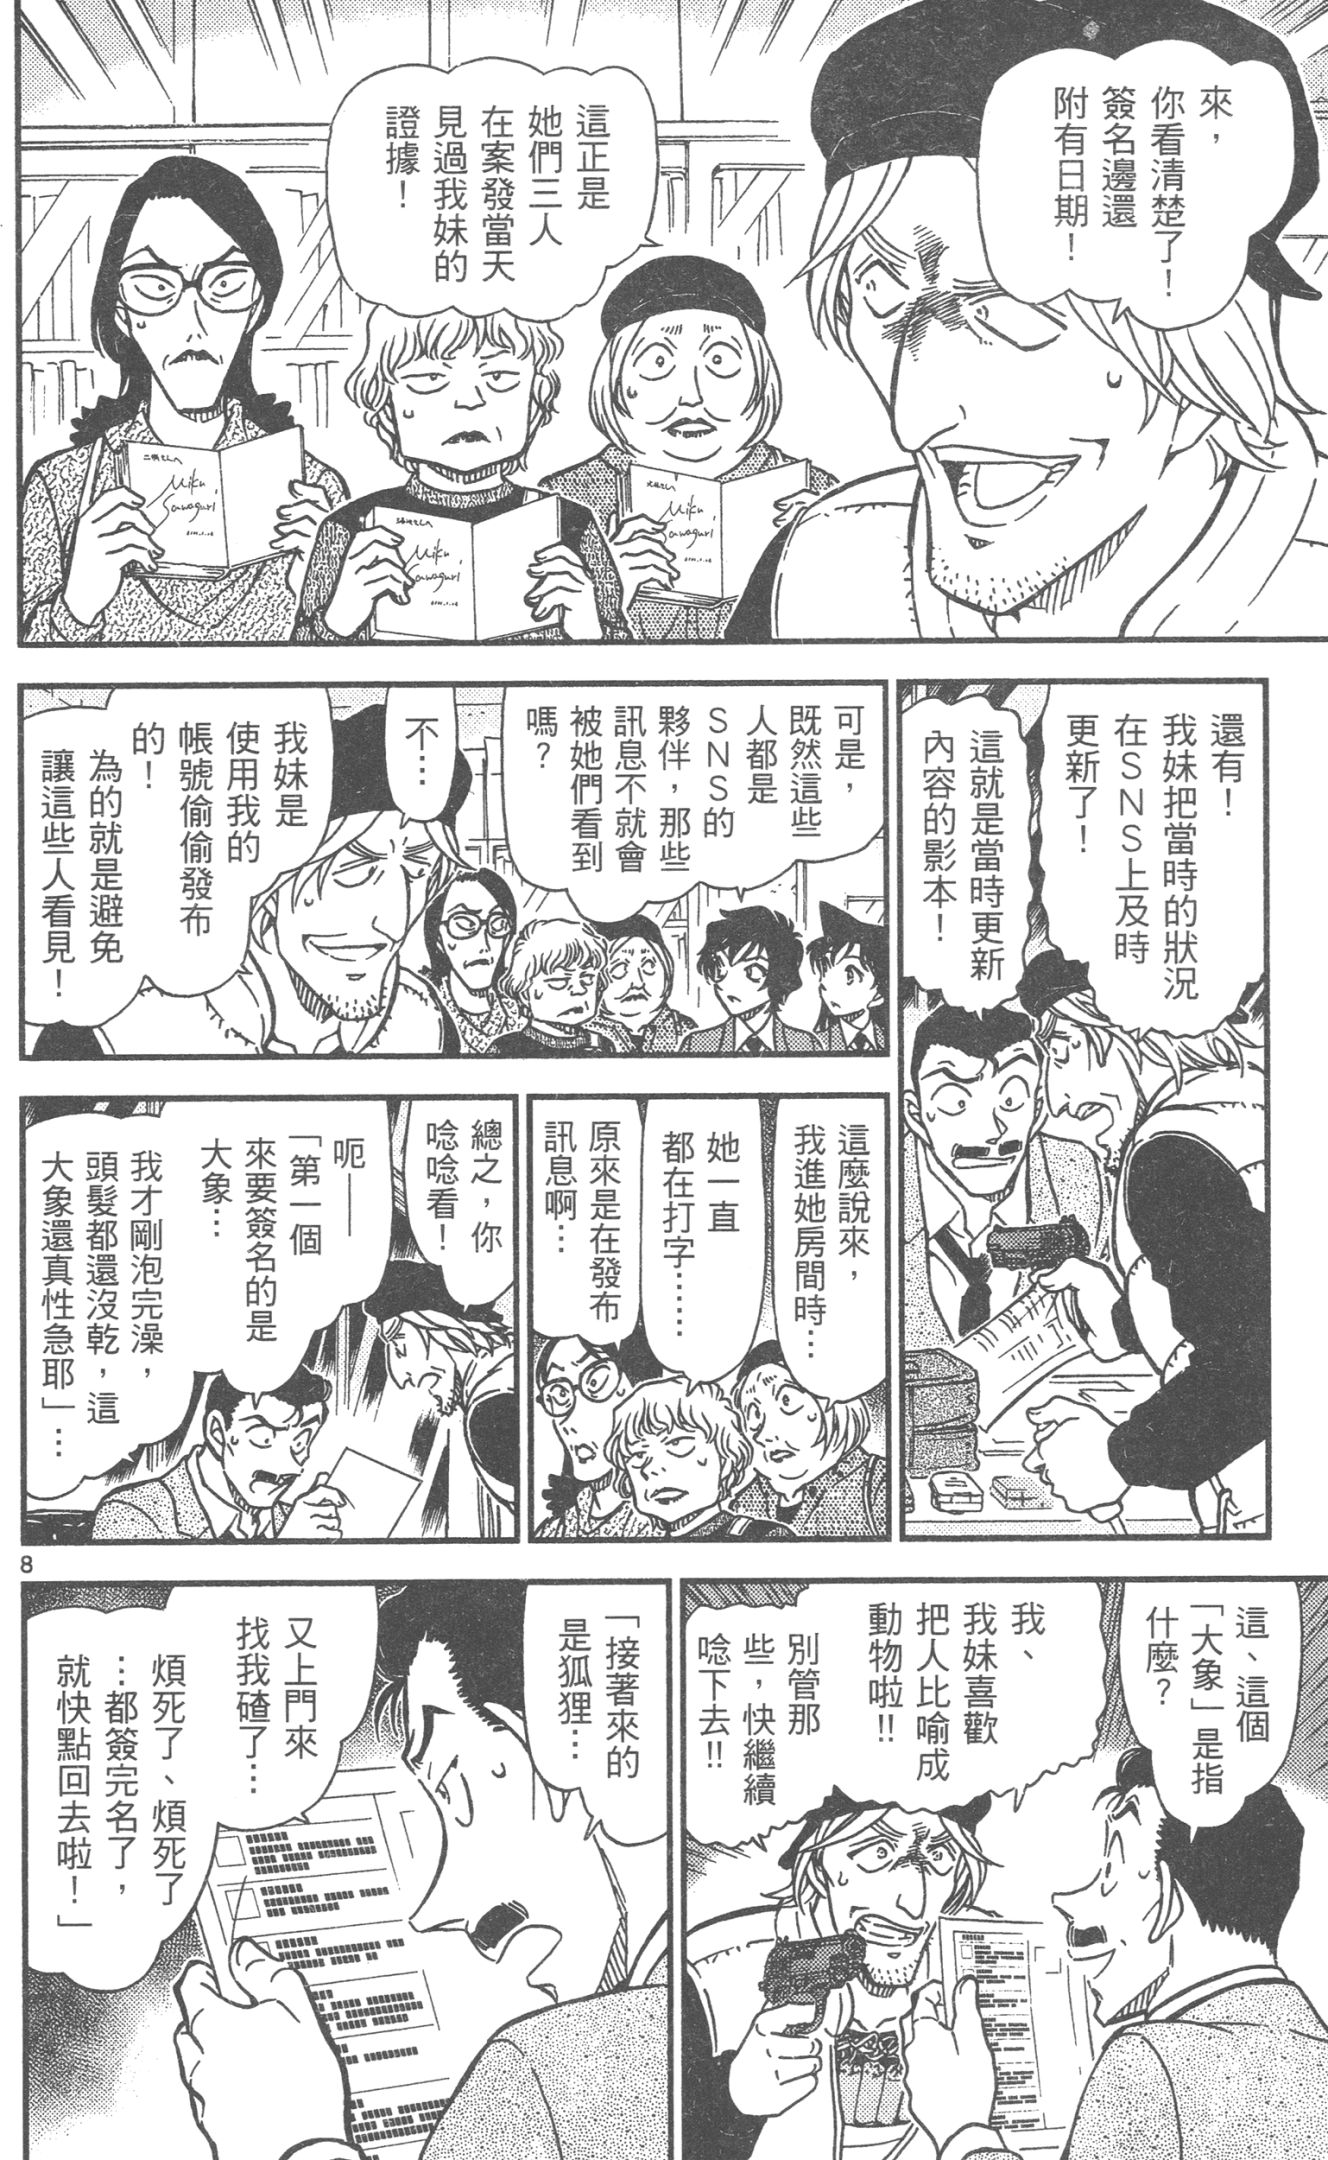 來，
你看清楚了！
簽名邊還
附有日期！
這正是
她們三人
在案發當天
見過我妹的
證據！
Miku
Sawaguri
Miku
Sawaguri
Miku
Sawaguri
還有！
我妹把當時的狀況
在SNS上及時
更新了！
這就是當時更新
內容的影本！
可是，
既然這些
人都是
SNS的
夥伴，那些
訊息不就會
被她們看到
嗎？
不…
我妹是
使用我的
帳號偷偷發布
的！
為的就是避免
讓這些人看見！
這麼說來，
我進她房間時…
她一直
都在打字……
原來是在發布
訊息啊…
總之，你
唸唸看！
呃——
「第一個
來要簽名的是
大象…
我才剛泡完澡，
頭髮都還沒乾，這
大象還真性急耶」…
8
這、這個
「大象」是指
什麼？
我、
我妹喜歡
把人比喻成
動物啦!!
別管那
些，快繼續
唸下去!!
「接著來的
是狐狸…
又上門來
找我碴了…
煩死了、煩死了
…都簽完名了，
就快點回去啦！」